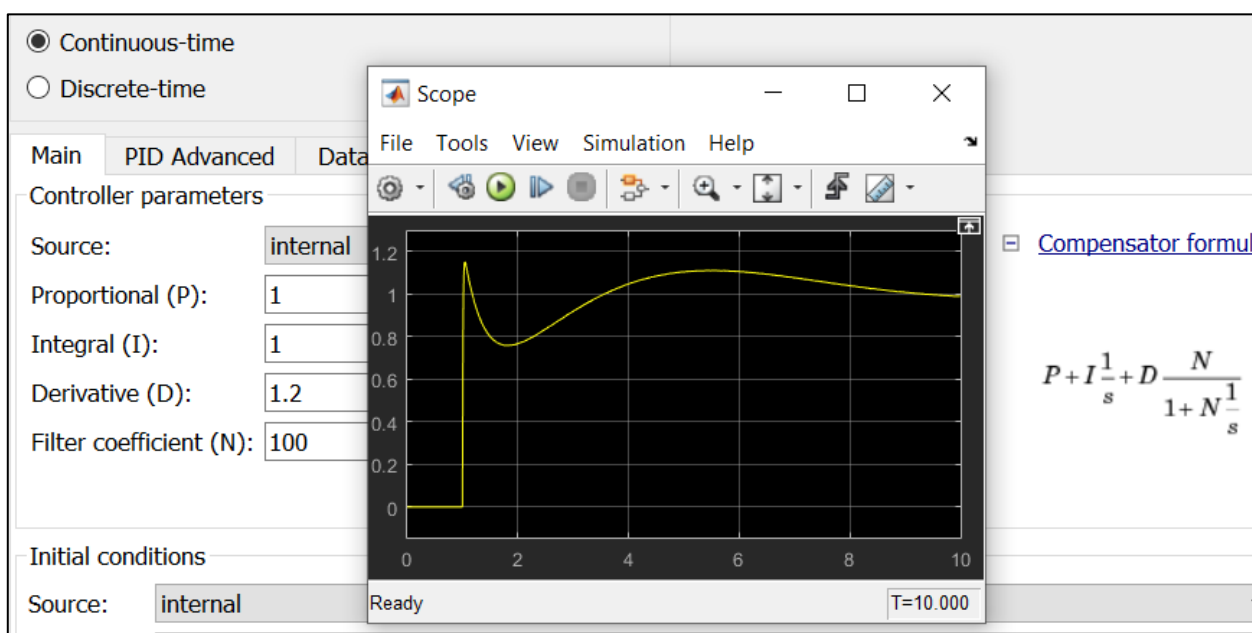 Continuous-time
Discrete-time
Main PID Advanced Data
Controller parameters
Source: internal
Proportional (P): 1
Integral (I): 1
Derivative (D): 1.2
Filter coefficient (N): 100
Initial conditions
Source: internal
Scope
File Tools View Simulation Help
1.2
1
0.8
0.6
0.4
0.2
0
0 2 4 6 8 10
Ready T=10.000
Compensator formul
P + I 1/s + D N/(1 + N 1/s)